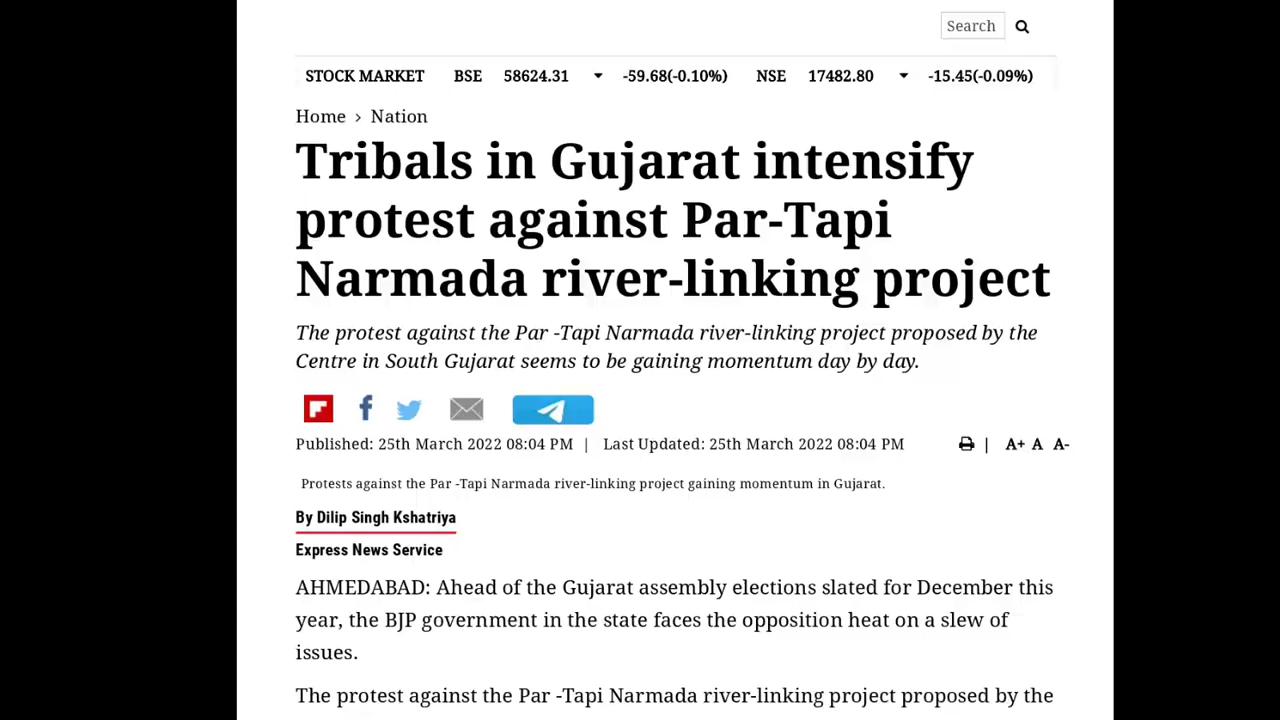 Search
STOCK MARKET BSE 58624.31 -59.68(-0.10%) NSE 17482.80 -15.45(-0.09%)
Home › Nation
Tribals in Gujarat intensify
protest against Par-Tapi
Narmada river-linking project
The protest against the Par -Tapi Narmada river-linking project proposed by the
Centre in South Gujarat seems to be gaining momentum day by day.
Published: 25th March 2022 08:04 PM | Last Updated: 25th March 2022 08:04 PM | A+ A A-
Protests against the Par -Tapi Narmada river-linking project gaining momentum in Gujarat.
By Dilip Singh Kshatriya
Express News Service
AHMEDABAD: Ahead of the Gujarat assembly elections slated for December this
year, the BJP government in the state faces the opposition heat on a slew of
issues.
The protest against the Par -Tapi Narmada river-linking project proposed by the